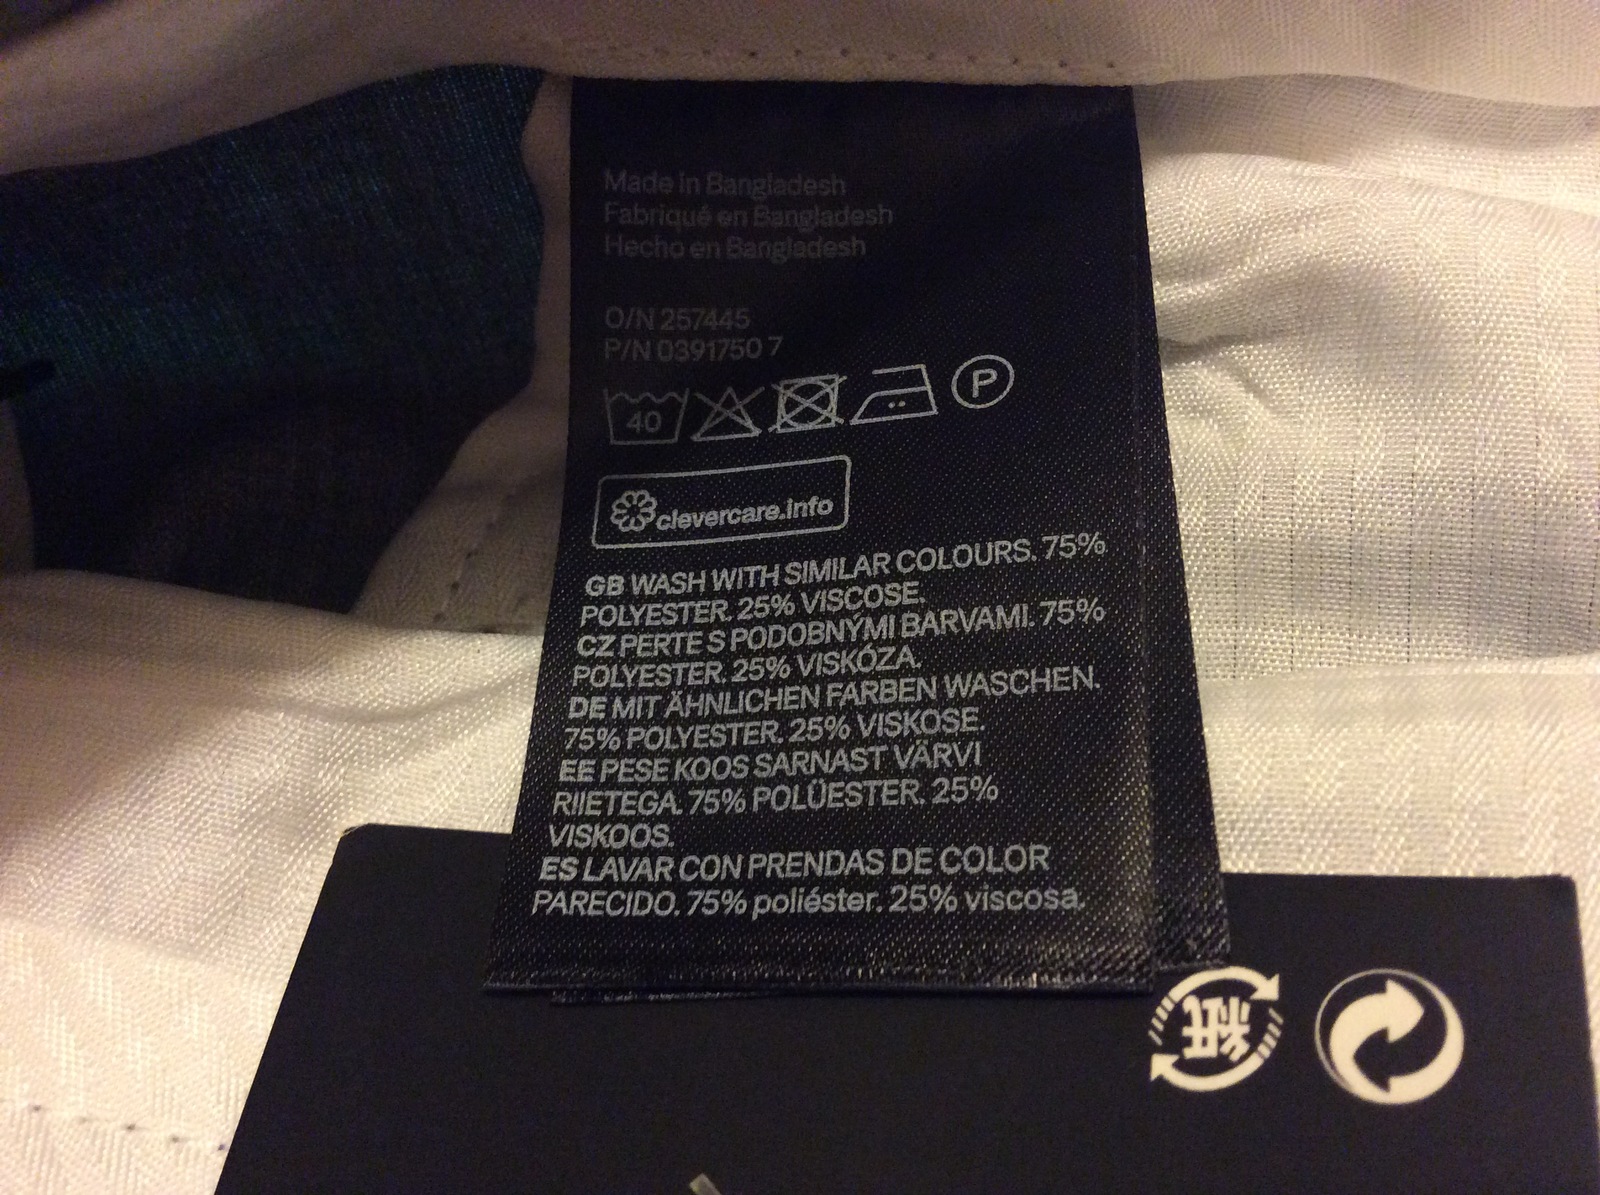 Made in Bangladesh
Fabriqué en Bangladesh
Hecho en Bangladesh
O/N 257445
P/N 0391750 7
40
P
clevercare.info
GB WASH WITH SIMILAR COLOURS. 75%
POLYESTER. 25% VISCOSE.
CZ PERTE S PODOBNÝMI BARVAMI. 75%
POLYESTER. 25% VISKÓZA.
DE MIT ÄHNLICHEN FARBEN WASCHEN.
75% POLYESTER. 25% VISKOSE.
EE PESE KOOS SARNAST VÄRVI
RIIETEGA. 75% POLÜESTER. 25%
VISKOOS.
ES LAVAR CON PRENDAS DE COLOR
PARECIDO. 75% poliéster. 25% viscosa.
紙